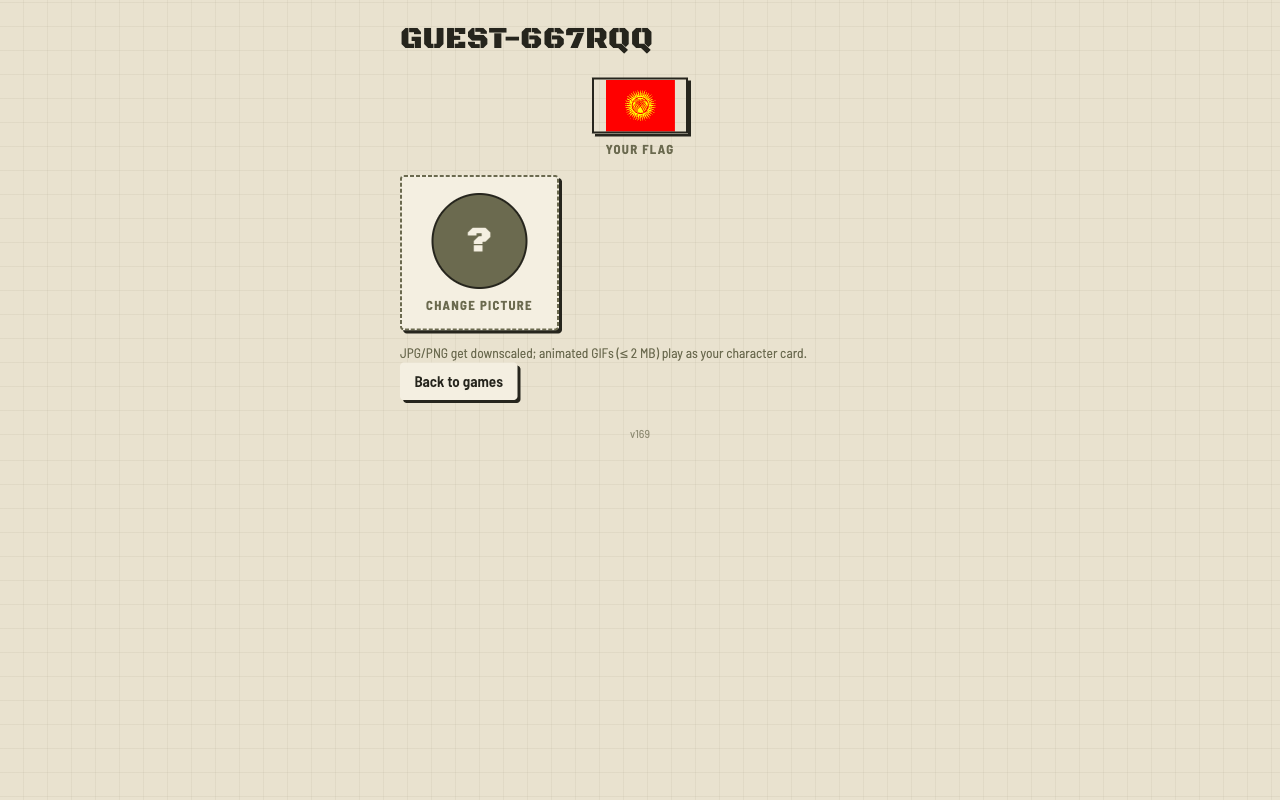 GUEST-667RQQ
YOUR FLAG
?
CHANGE PICTURE
JPG/PNG get downscaled; animated GIFs (≤ 2 MB) play as your character card.
Back to games
v169